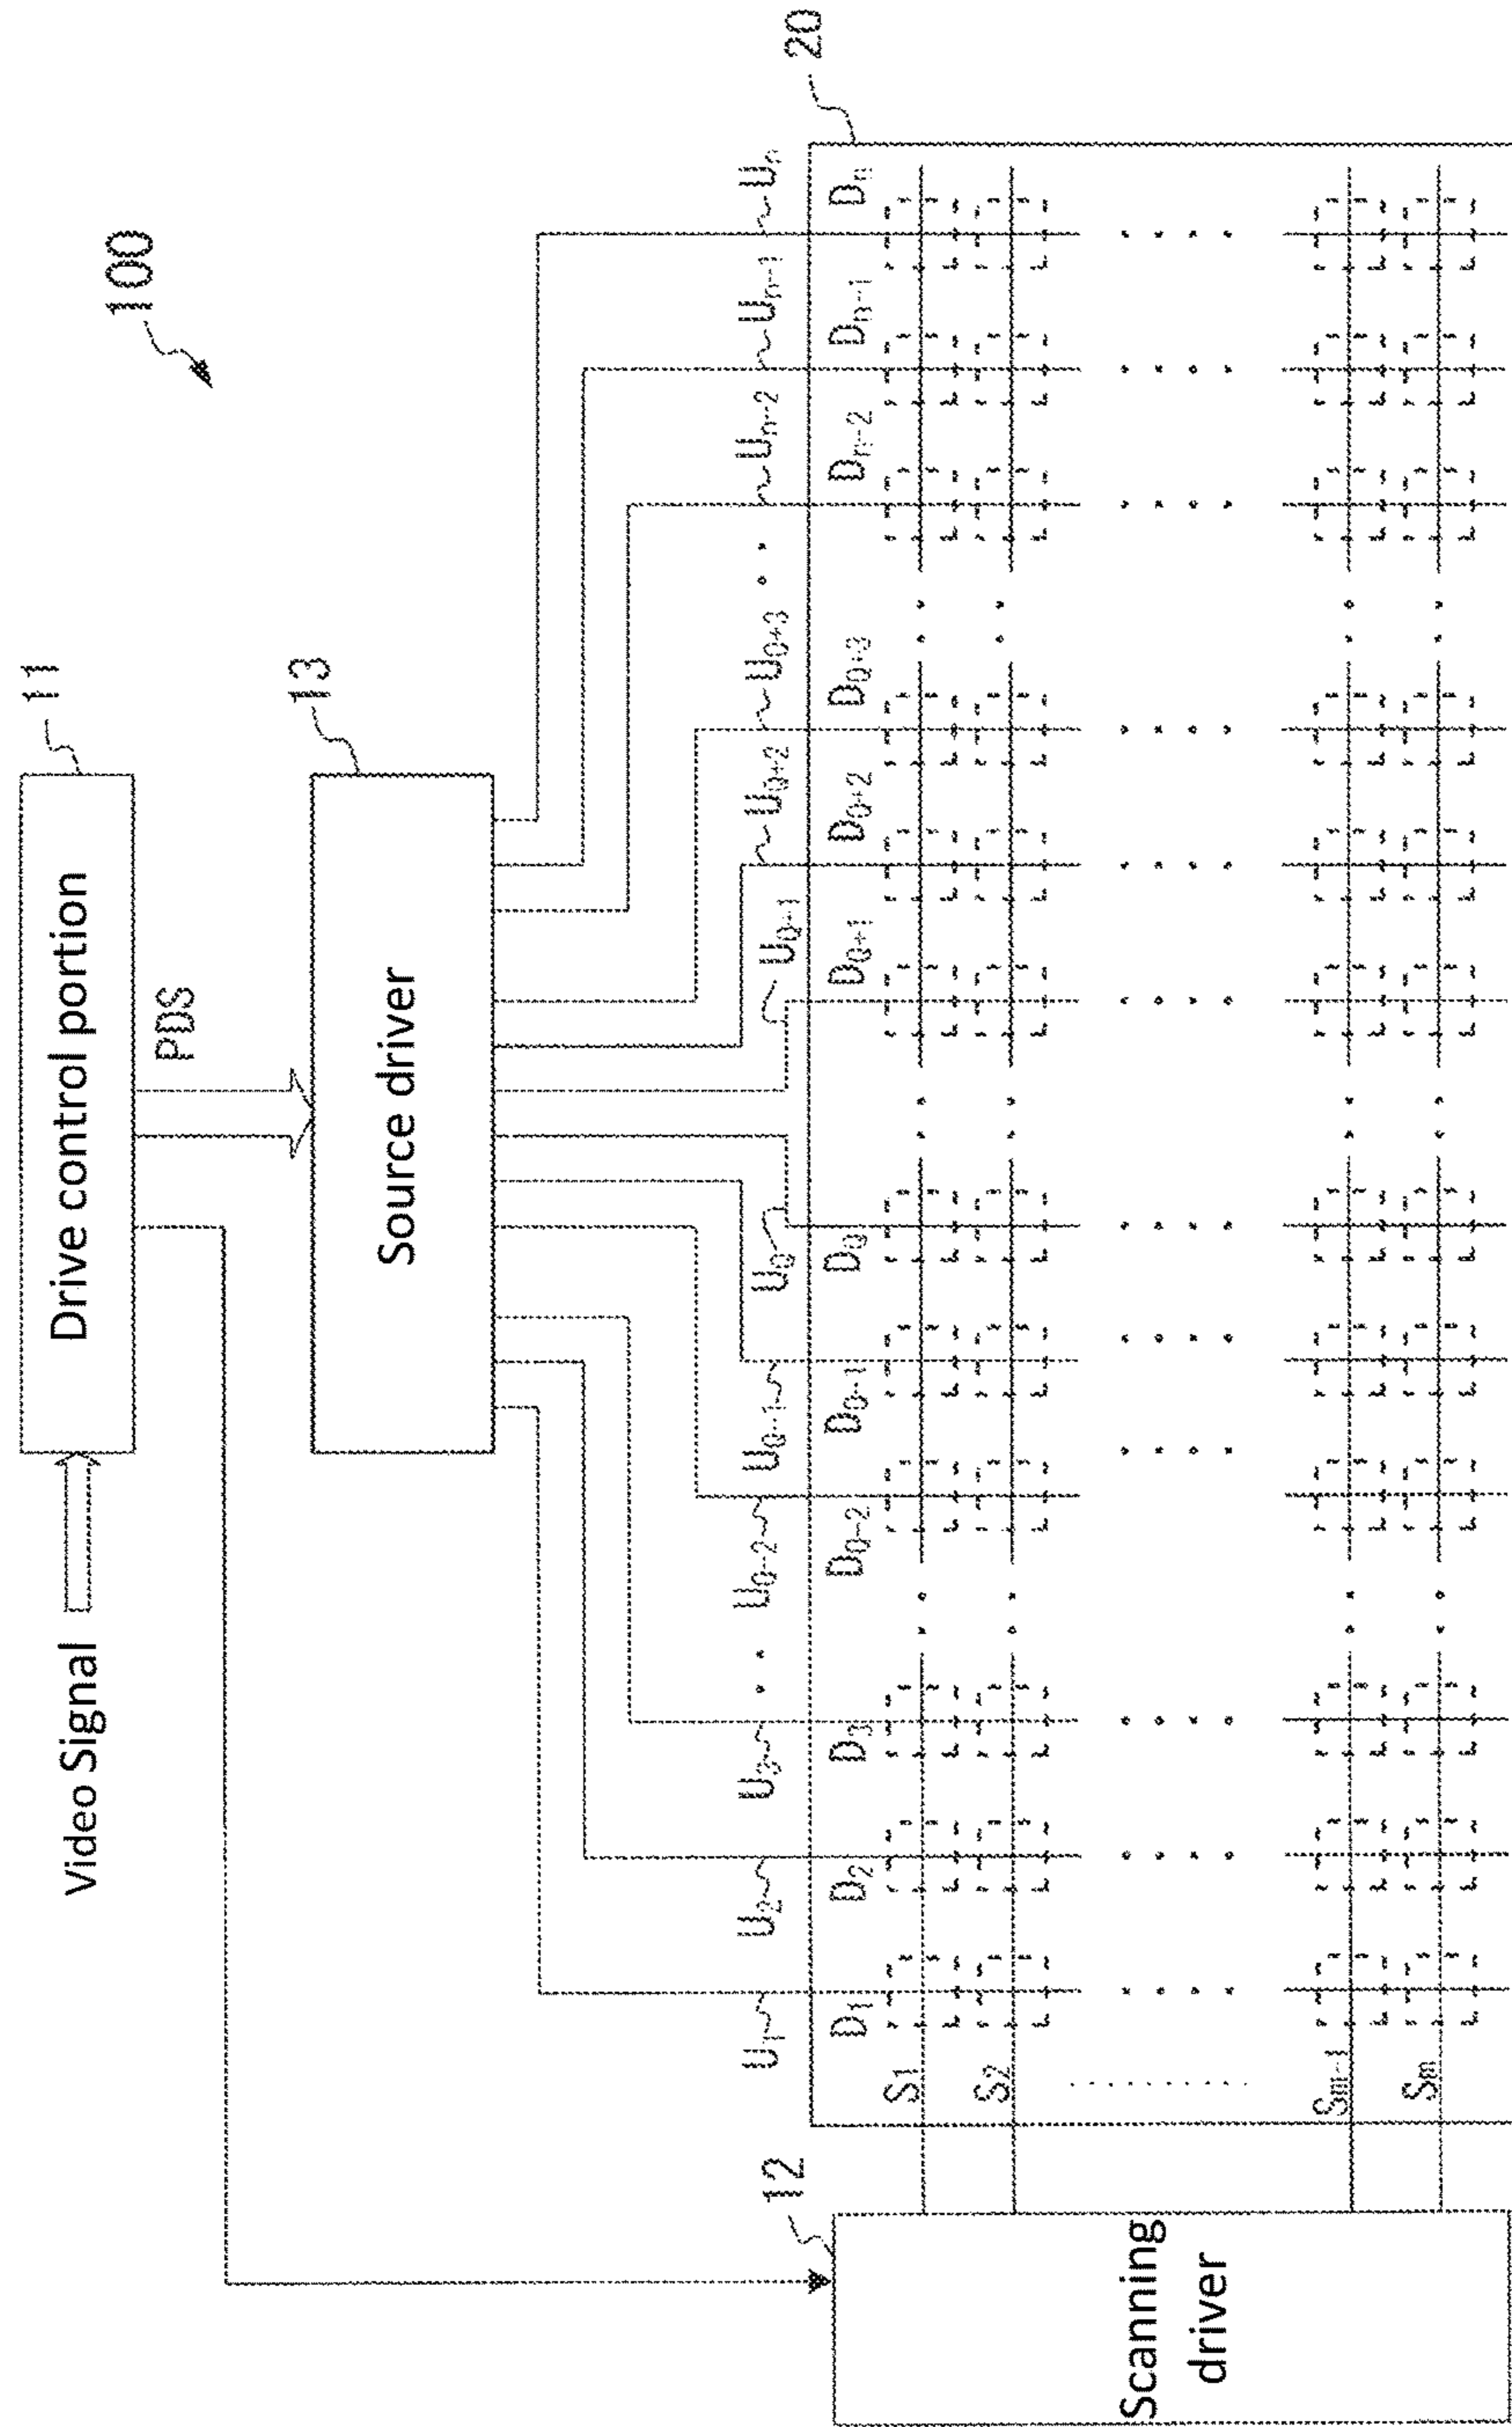 100
11
Drive control portion
Video Signal
PDS
13
Source driver
U1
U2
U3
UQ-2
UQ-1
UQ
UQ+1
UQ+2
UQ+3
Un-2
Un-1
Un
20
D1
D2
D3
DQ-2
DQ-1
DQ
DQ+1
DQ+2
DQ+3
Dn-2
Dn-1
Dn
12
Scanning
driver
S1
S2
Sm-1
Sm